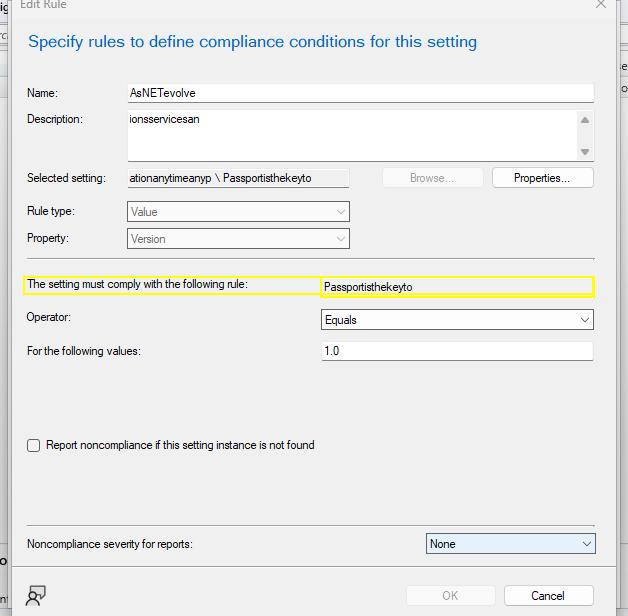 Edit Rule
Specify rules to define compliance conditions for this setting
Name: AsNETevolve
Description: ionsservicesan
Selected setting: ationanytimeanyp \ Passportisthekeyto Browse... Properties...
Rule type: Value
Property: Version
The setting must comply with the following rule: Passportisthekeyto
Operator: Equals
For the following values: 1.0
Report noncompliance if this setting instance is not found
Noncompliance severity for reports: None
OK Cancel